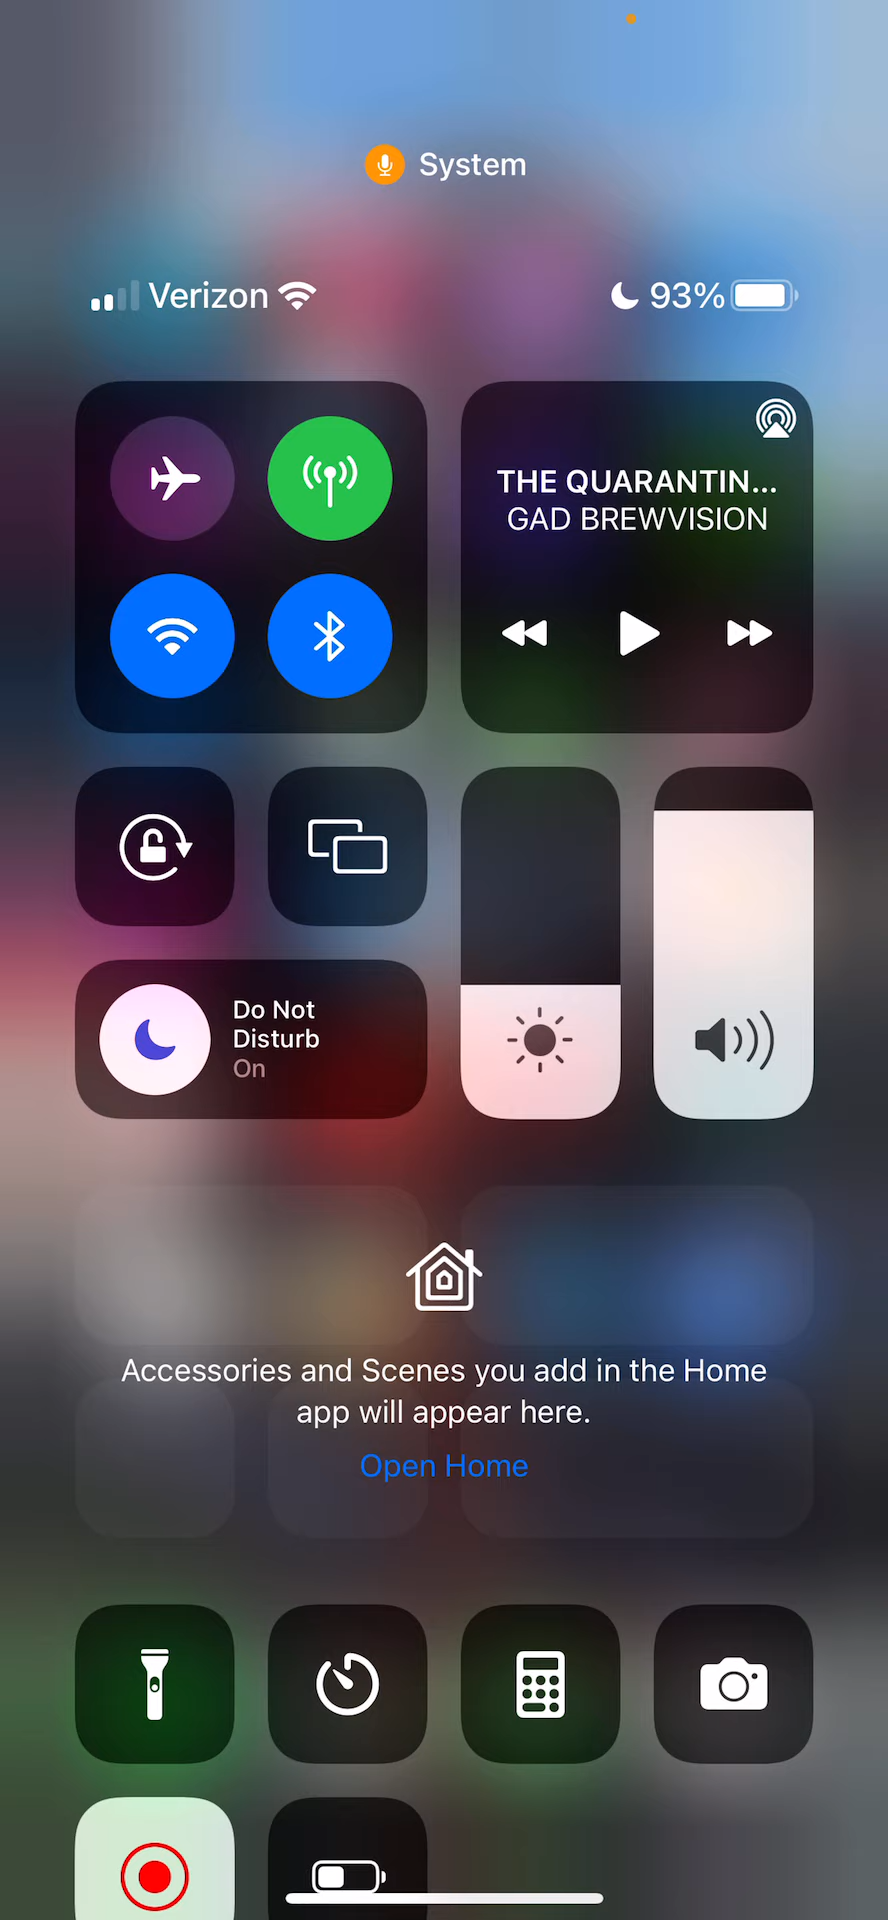 System
Verizon
93%
THE QUARANTIN...
GAD BREWVISION
Do Not
Disturb
On
Accessories and Scenes you add in the Home
app will appear here.
Open Home